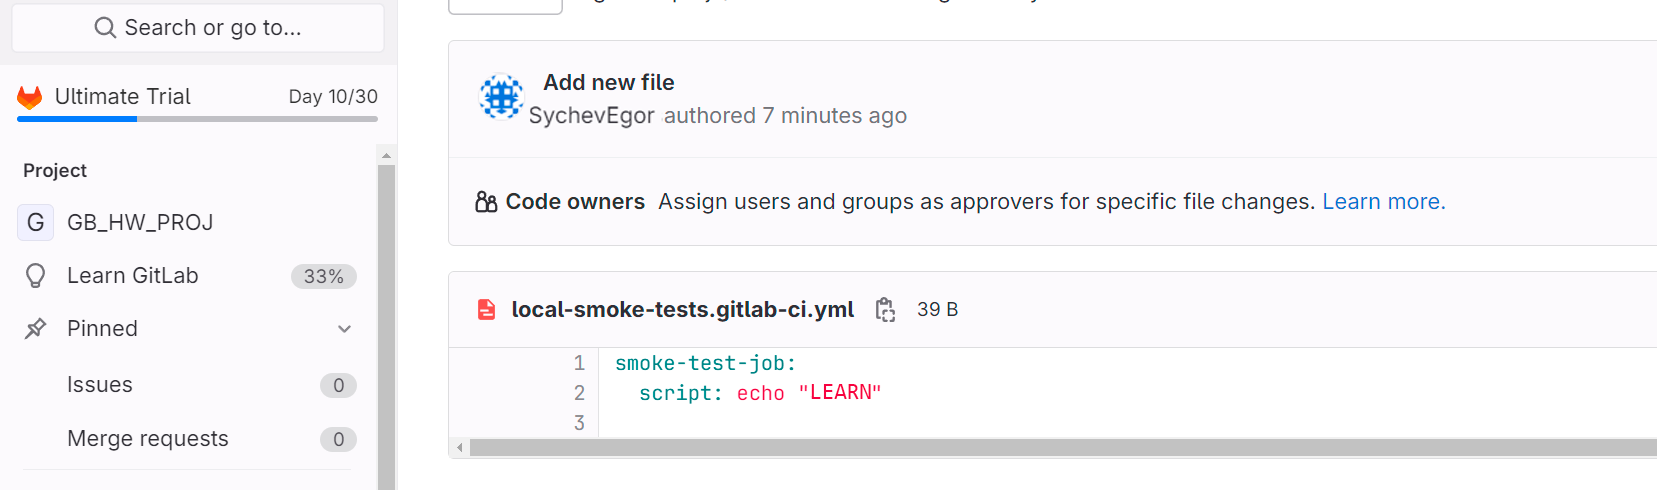 Search or go to...
Ultimate Trial Day 10/30
Project
G GB_HW_PROJ
Learn GitLab 33%
Pinned
Issues 0
Merge requests 0
Add new file
SychevEgor authored 7 minutes ago
Code owners Assign users and groups as approvers for specific file changes. Learn more.
local-smoke-tests.gitlab-ci.yml 39 B
1 smoke-test-job:
2 script: echo "LEARN"
3